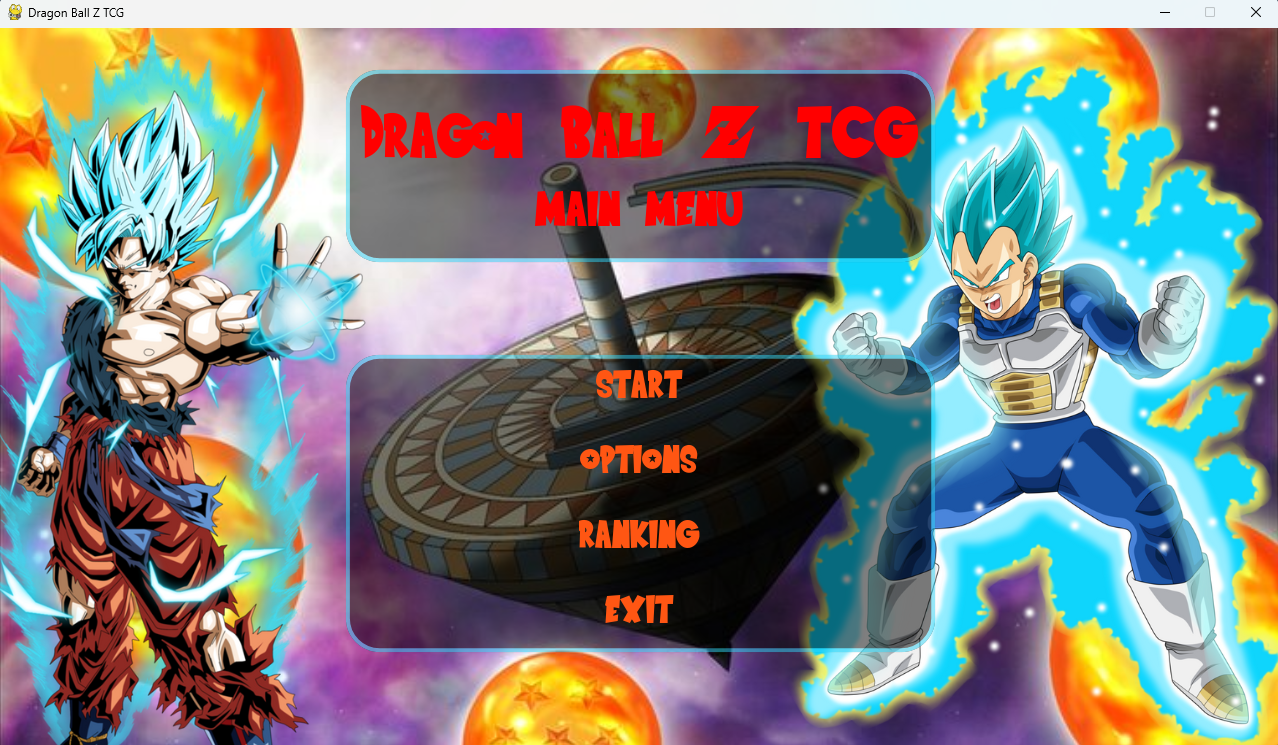 Dragon Ball Z TCG
Dragon Ball Z TCG
MAIN MENU
START
OPTIONS
RANKING
EXIT